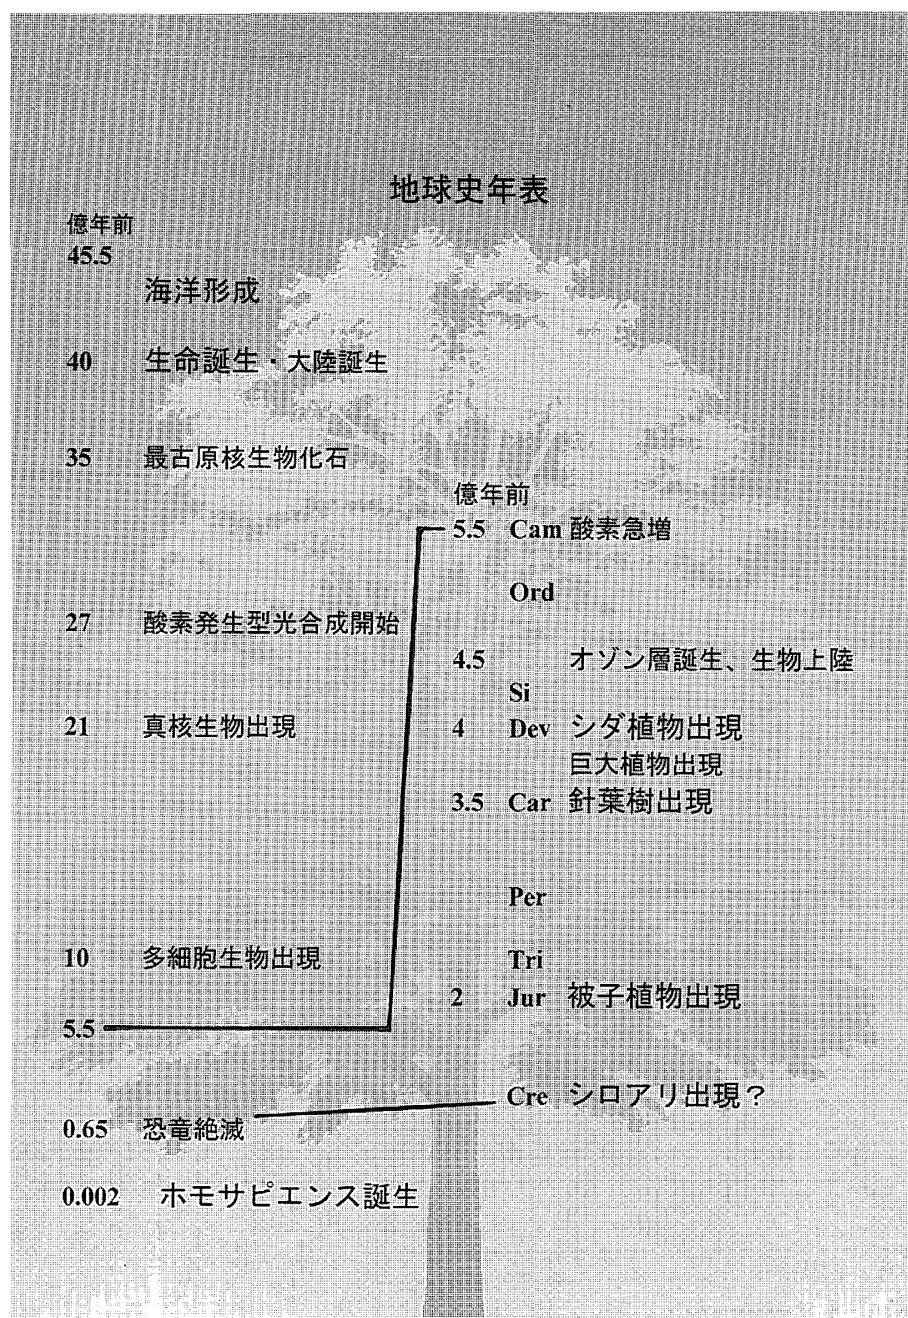 地球史年表
億年前
45.5
海洋形成
40 生命誕生・大陸誕生
35 最古原核生物化石
27 酸素発生型光合成開始
21 真核生物出現
10 多細胞生物出現
5.5
0.65 恐竜絶滅
0.002 ホモサピエンス誕生
億年前
5.5 Cam 酸素急増
Ord
4.5 オゾン層誕生、生物上陸
Si
4 Dev シダ植物出現
巨大植物出現
3.5 Car 針葉樹出現
Per
Tri
2 Jur 被子植物出現
Cre シロアリ出現？